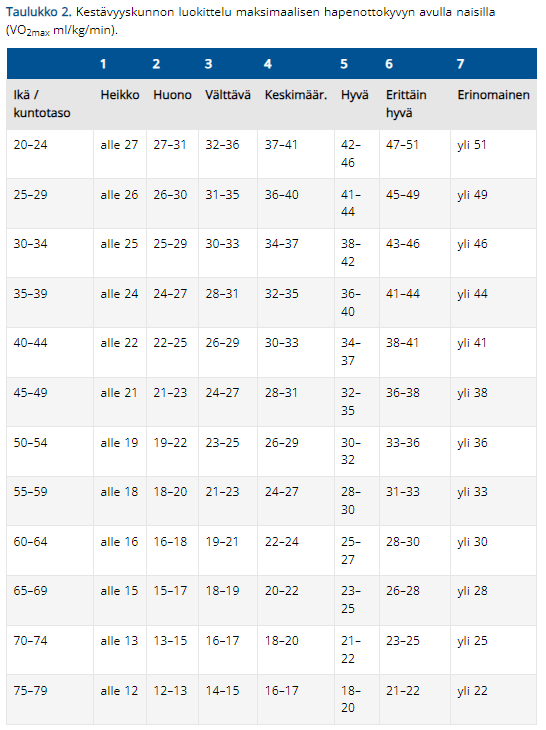 Taulukko 2. Kestävyyskunnon luokittelu maksimaalisen hapenottokyvyn avulla naisilla
(VO2max ml/kg/min).
1 2 3 4 5 6 7
Ikä / kuntotaso Heikko Huono Välttävä Keskimäär. Hyvä Erittäin hyvä Erinomainen
20–24 alle 27 27–31 32–36 37–41 42–46 47–51 yli 51
25–29 alle 26 26–30 31–35 36–40 41–44 45–49 yli 49
30–34 alle 25 25–29 30–33 34–37 38–42 43–46 yli 46
35–39 alle 24 24–27 28–31 32–35 36–40 41–44 yli 44
40–44 alle 22 22–25 26–29 30–33 34–37 38–41 yli 41
45–49 alle 21 21–23 24–27 28–31 32–35 36–38 yli 38
50–54 alle 19 19–22 23–25 26–29 30–32 33–36 yli 36
55–59 alle 18 18–20 21–23 24–27 28–30 31–33 yli 33
60–64 alle 16 16–18 19–21 22–24 25–27 28–30 yli 30
65–69 alle 15 15–17 18–19 20–22 23–25 26–28 yli 28
70–74 alle 13 13–15 16–17 18–20 21–22 23–25 yli 25
75–79 alle 12 12–13 14–15 16–17 18–20 21–22 yli 22